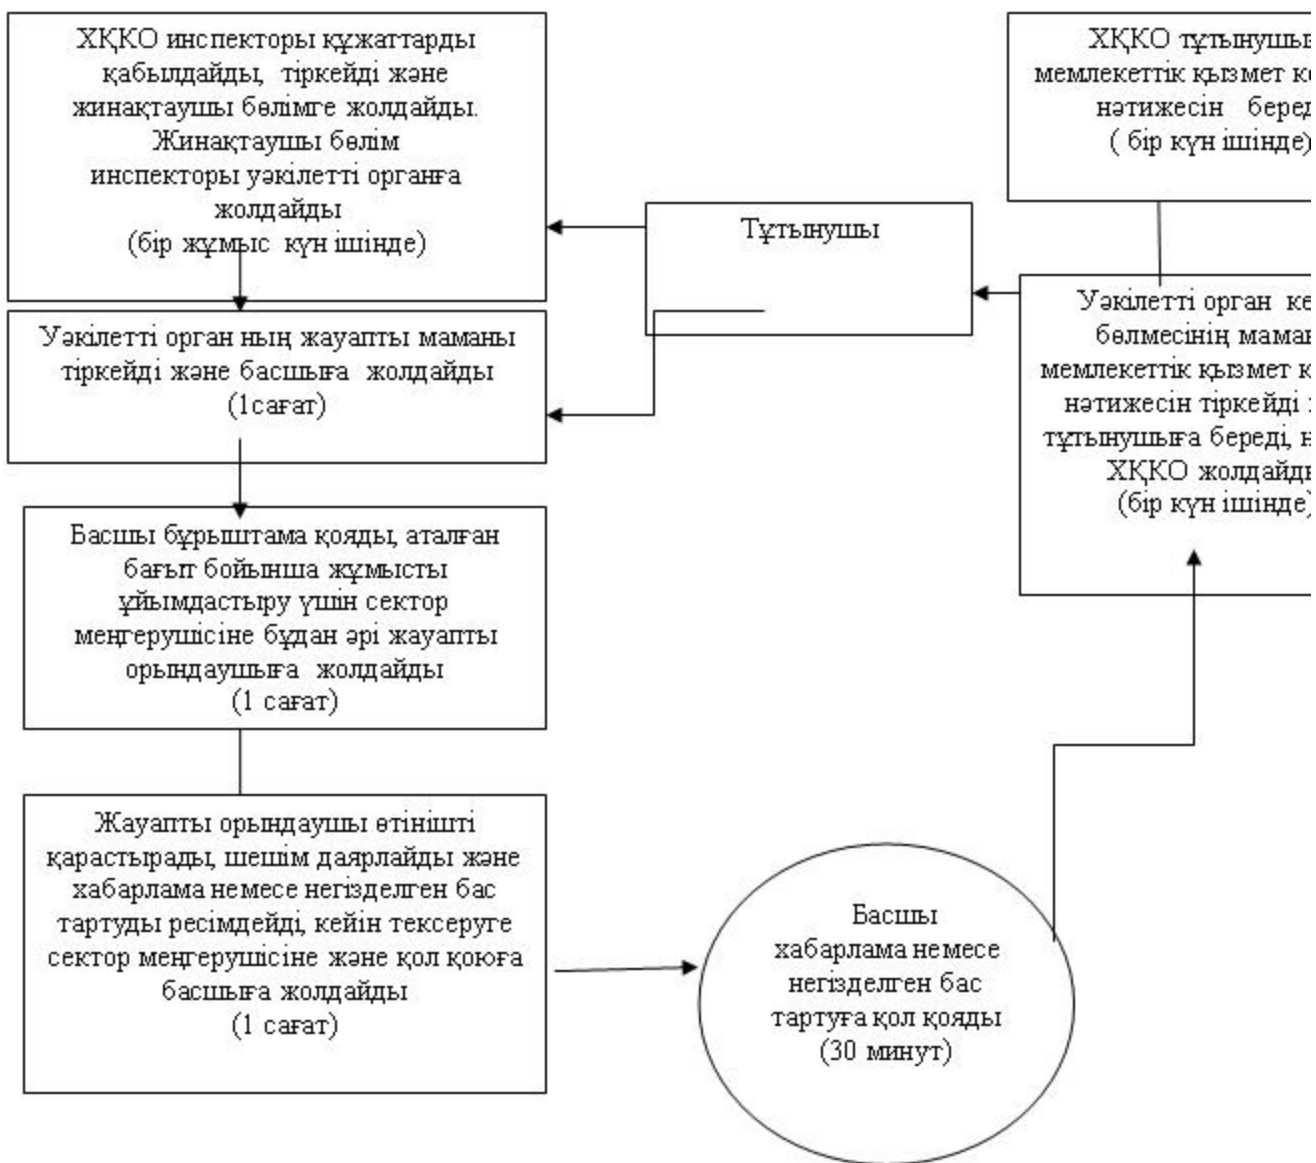 ХҚКО инспекторы құжаттарды
қабылдайды, тіркейді және
жинақтаушы бөлімге жолдайды.
Жинақтаушы бөлім
инспекторы уәкілетті органға
жолдайды
(бір жұмыс күн ішінде)
Уәкілетті орган ның жауапты маманы
тіркейді және басшыға жолдайды
(1сағат)
Басшы бұрыштама қояды, аталған
бағыт бойынша жұмысты
ұйымдастыру үшін сектор
меңгерушісіне бұдан әрі жауапты
орындаушыға жолдайды
(1 сағат)
Жауапты орындаушы өтінішті
қарастырады, шешім даярлайды және
хабарлама немесе негізделген бас
тартуды ресімдейді, кейін тексеруге
сектор меңгерушісіне және қол қоюға
басшыға жолдайды
(1 сағат)
Тұтынушы
Басшы
хабарлама немесе
негізделген бас
тартуға қол қояды
(30 минут)
ХҚКО
мемлекеттік қызмет
нәтижесін
( бір күн ішінде)
Уәкілетті орган
бөлмесінің
мемлекеттік қызмет
нәтижесін тіркейді
тұтынушыға береді,
ХҚКО
(бір күн ішінде)